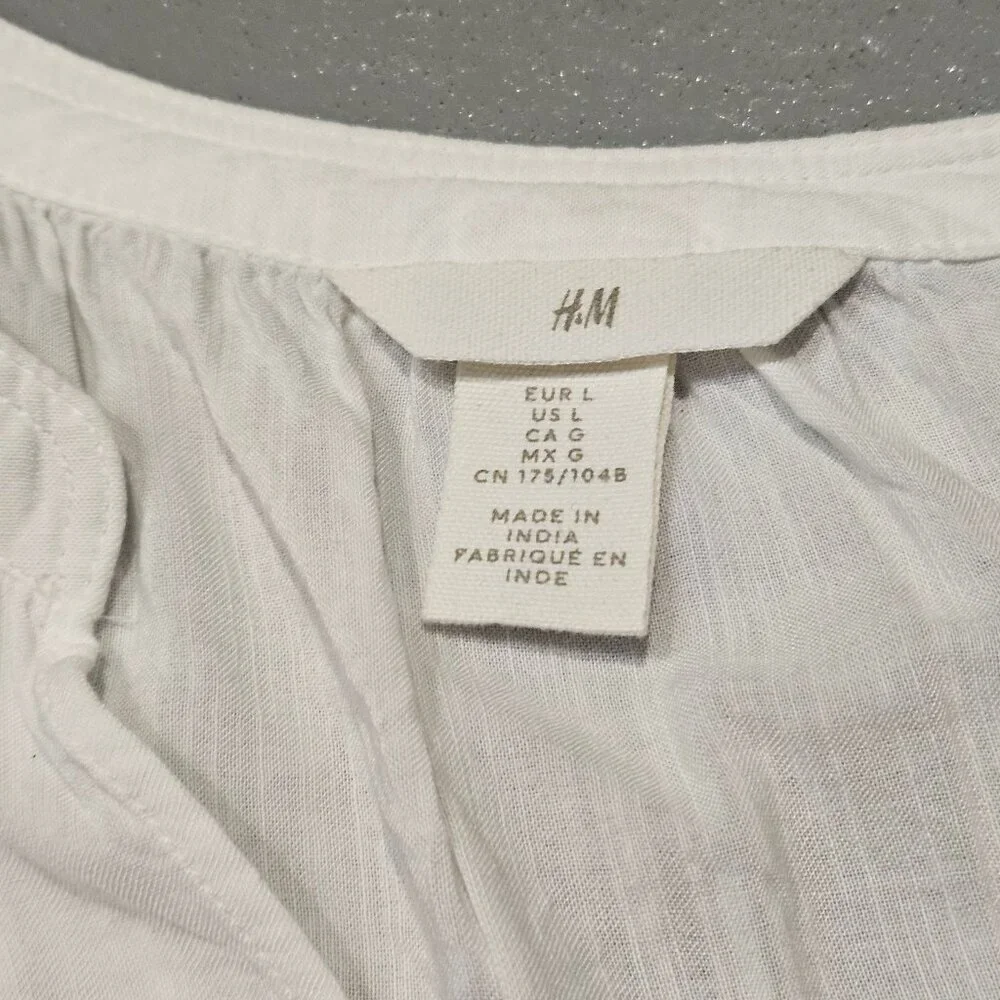 H&M
EUR L
US L
CA G
MX G
CN 175/104B
MADE IN
INDIA
FABRIQUÉ EN
INDE